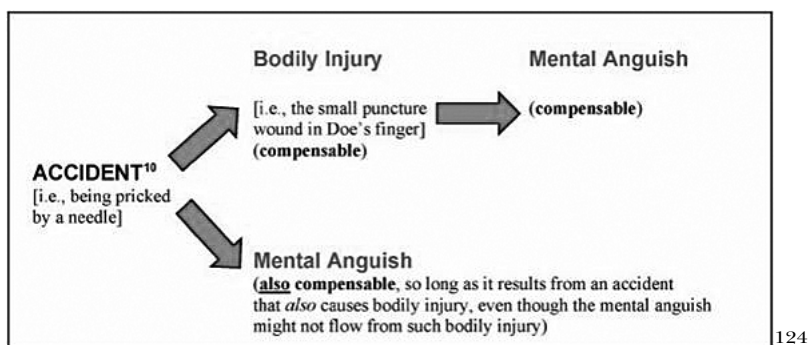 Bodily Injury
Mental Anguish
[i.e., the small puncture
wound in Doe's finger]
(compensable)
(compensable)
ACCIDENT¹⁰
[i.e., being pricked
by a needle]
Mental Anguish
(also compensable, so long as it results from an accident
that also causes bodily injury, even though the mental anguish
might not flow from such bodily injury)
124